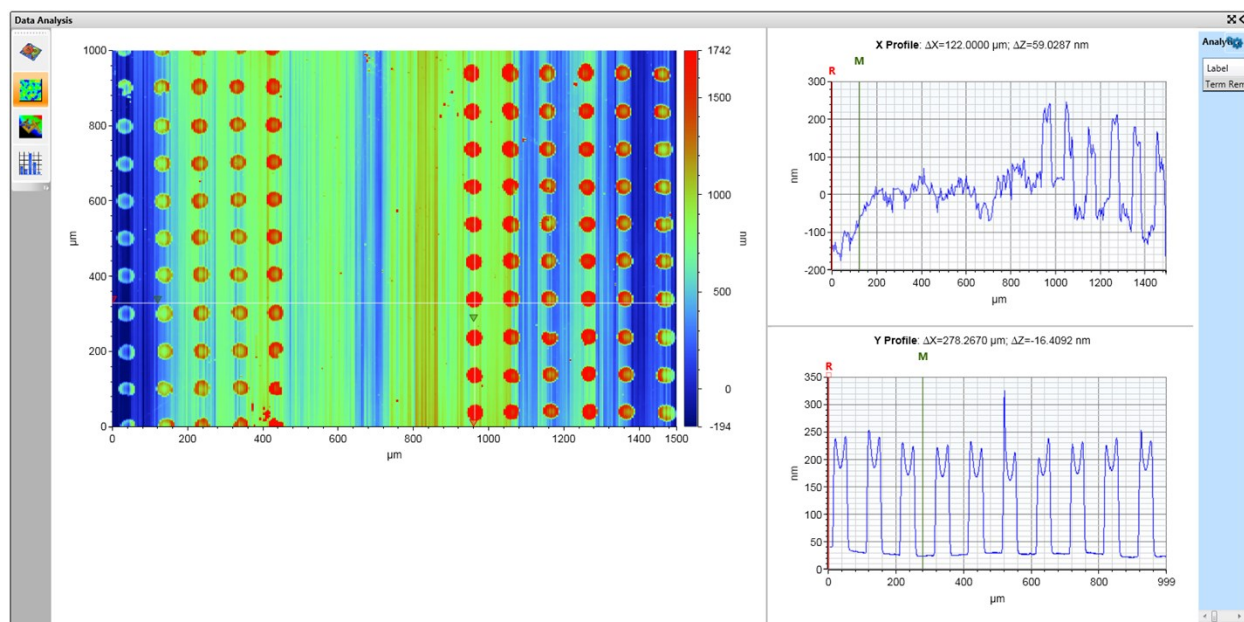 Data Analysis
1000
800
600
400
200
0
µm
0 200 400 600 800 1000 1200 1400 1500
µm
1742
1500
1000
500
0
-194
nm
X Profile: ΔX=122.0000 µm; ΔZ=59.0287 nm
R
M
300
200
100
0
-100
-200
nm
0 200 400 600 800 1000 1200 1400
µm
Y Profile: ΔX=278.2670 µm; ΔZ=-16.4092 nm
R
M
350
300
250
200
150
100
50
0
nm
0 200 400 600 800 999
µm
Label
Term Rem